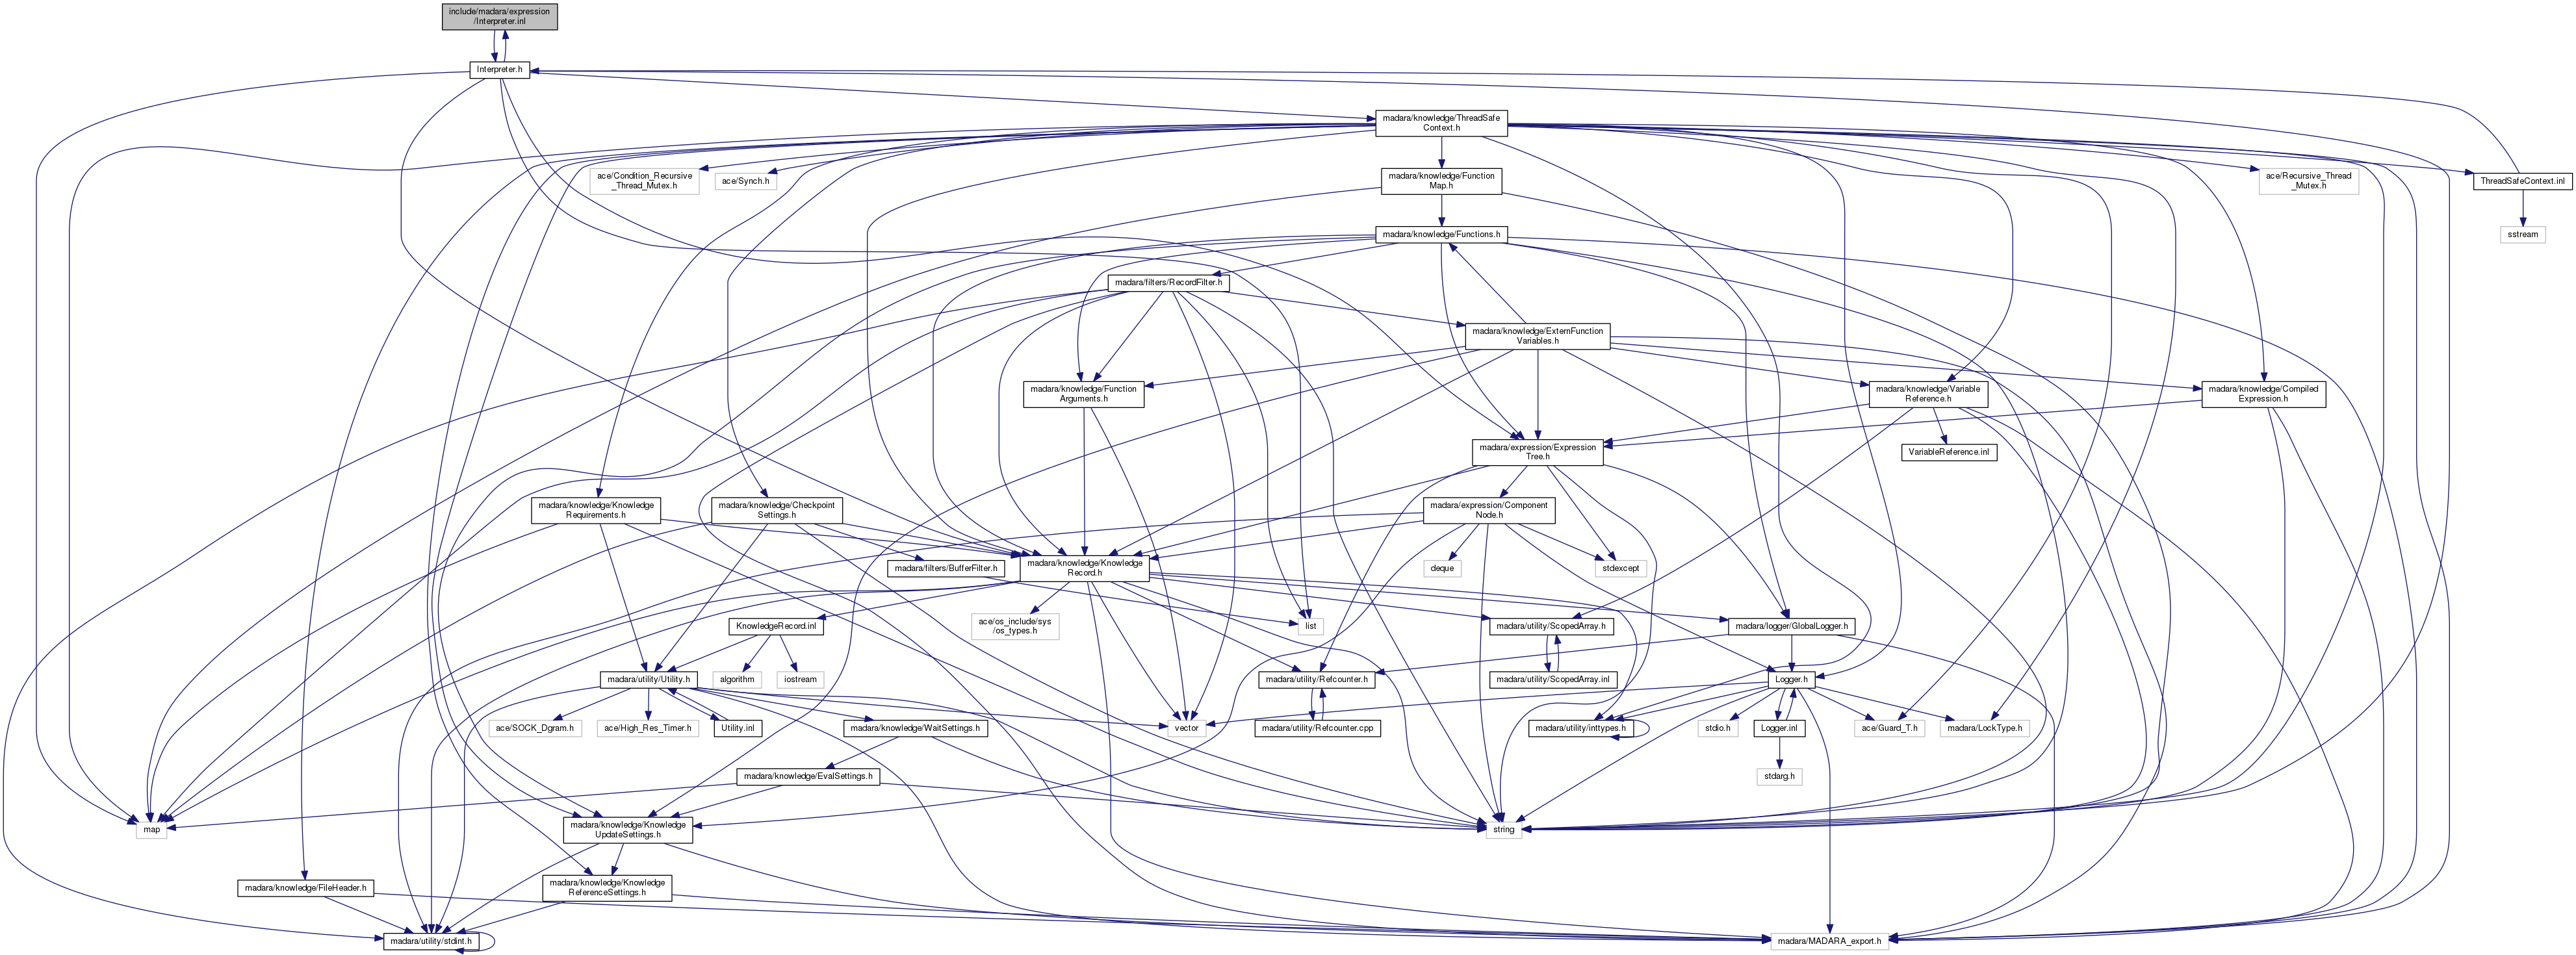 include/madara/expression
/Interpreter.inl
Interpreter.h
madara/knowledge/ThreadSafe
Context.h
ace/Condition_Recursive
_Thread_Mutex.h
ace/Synch.h
madara/knowledge/Function
Map.h
ace/Recursive_Thread
_Mutex.h
ThreadSafeContext.inl
madara/knowledge/Functions.h
sstream
madara/filters/RecordFilter.h
madara/knowledge/ExternFunction
Variables.h
madara/knowledge/Function
Arguments.h
madara/knowledge/Variable
Reference.h
madara/knowledge/Compiled
Expression.h
madara/expression/Expression
Tree.h
VariableReference.inl
madara/knowledge/Knowledge
Requirements.h
madara/knowledge/Checkpoint
Settings.h
madara/expression/Component
Node.h
madara/filters/BufferFilter.h
madara/knowledge/Knowledge
Record.h
deque
stdexcept
KnowledgeRecord.inl
ace/os_include/sys
/os_types.h
list
madara/utility/ScopedArray.h
madara/logger/GlobalLogger.h
madara/utility/Utility.h
algorithm
iostream
madara/utility/Refcounter.h
madara/utility/ScopedArray.inl
Logger.h
ace/SOCK_Dgram.h
ace/High_Res_Timer.h
Utility.inl
madara/knowledge/WaitSettings.h
vector
madara/utility/Refcounter.cpp
madara/utility/inttypes.h
stdio.h
Logger.inl
ace/Guard_T.h
madara/LockType.h
madara/knowledge/EvalSettings.h
stdarg.h
map
madara/knowledge/Knowledge
UpdateSettings.h
string
madara/knowledge/FileHeader.h
madara/knowledge/Knowledge
ReferenceSettings.h
madara/utility/stdint.h
madara/MADARA_export.h